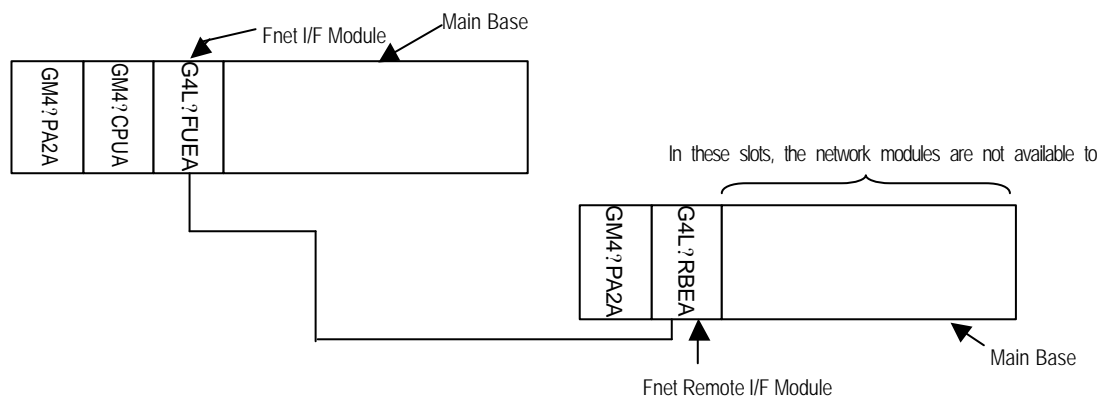 Fnet I/F Module
Main Base
GM4?PA2A
GM4?CPUA
G4L?FUEA
In these slots, the network modules are not available to
GM4?PA2A
G4L?RBEA
Main Base
Fnet Remote I/F Module